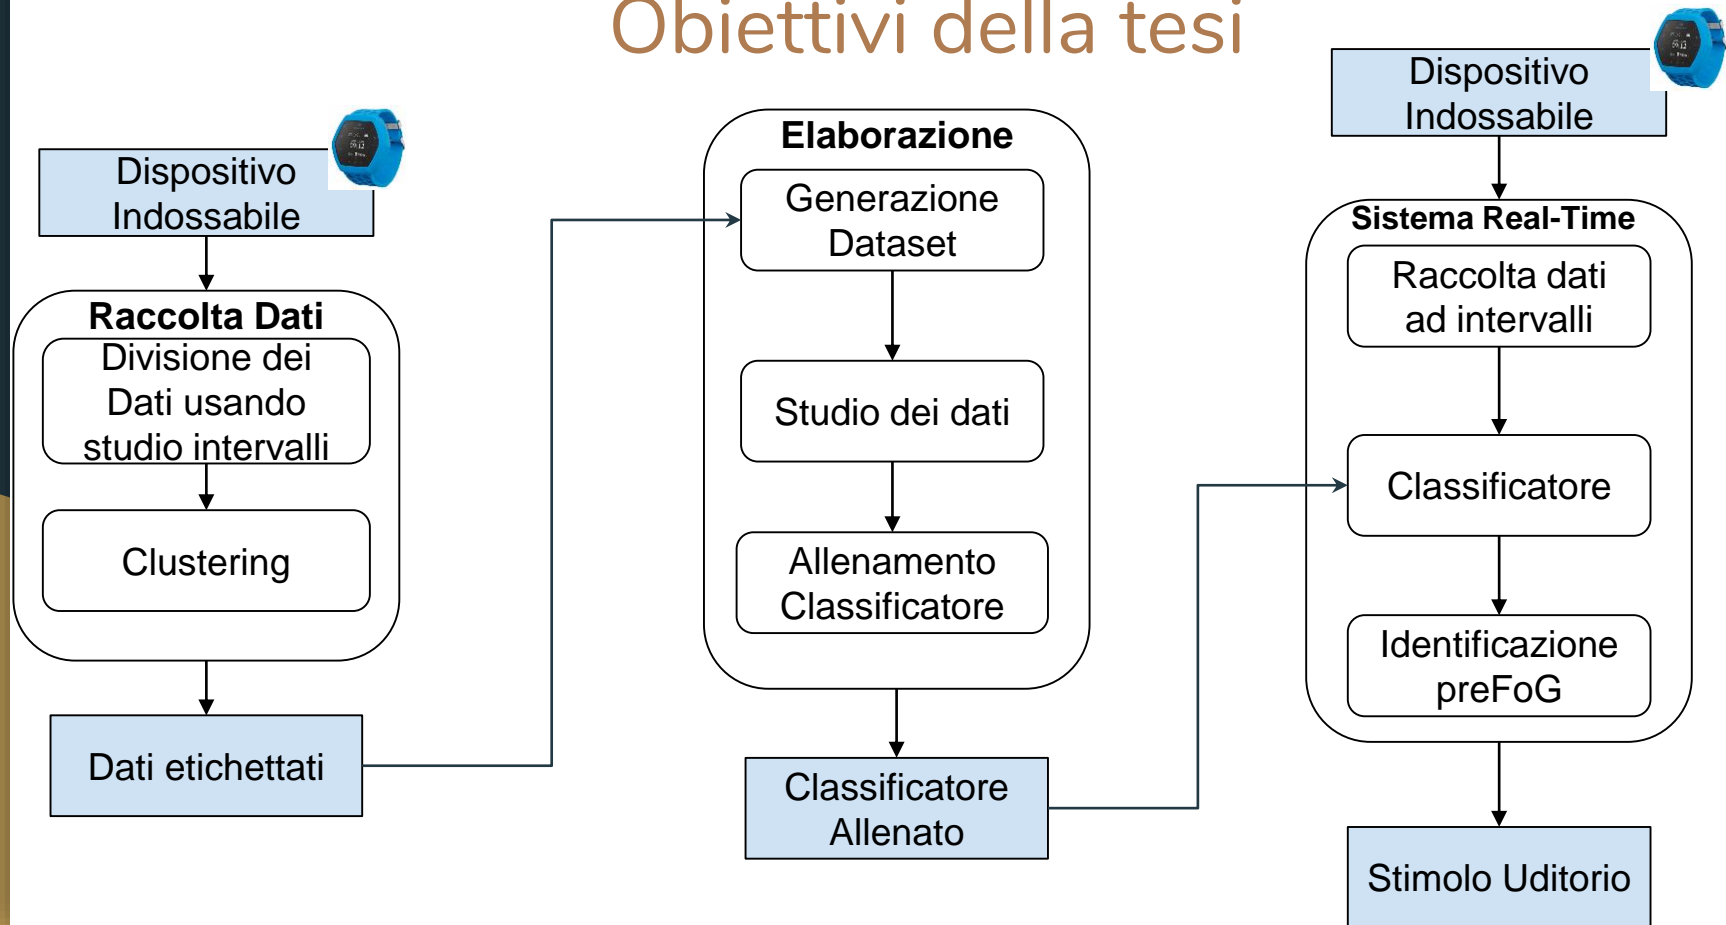 Obiettivi della tesi
Dispositivo
Indossabile
Raccolta Dati
Divisione dei
Dati usando
studio intervalli
Clustering
Dati etichettati
Elaborazione
Generazione
Dataset
Studio dei dati
Allenamento
Classificatore
Classificatore
Allenato
Dispositivo
Indossabile
Sistema Real-Time
Raccolta dati
ad intervalli
Classificatore
Identificazione
preFoG
Stimolo Uditorio